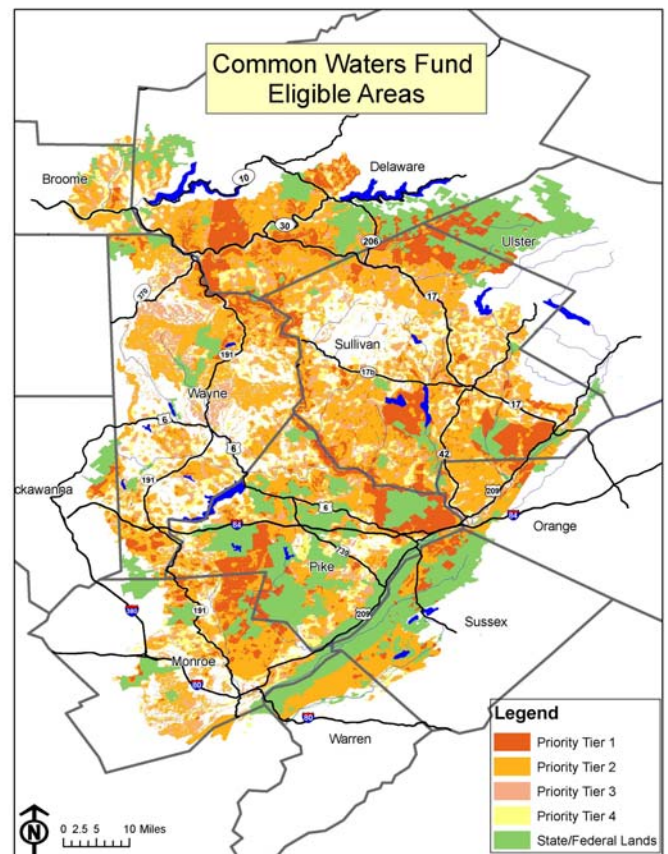 Common Waters Fund
Eligible Areas
Broome
10
Delaware
30
206
Ulster
370
17
191
Sullivan
17b
Wayne
6
17
6
42
191
209
ckawanna
6
84
84
Orange
Pike
739
191
209
380
Sussex
Monroe
80
80
Warren
Legend
Priority Tier 1
Priority Tier 2
Priority Tier 3
Priority Tier 4
State/Federal Lands
N
0 2.5 5 10 Miles